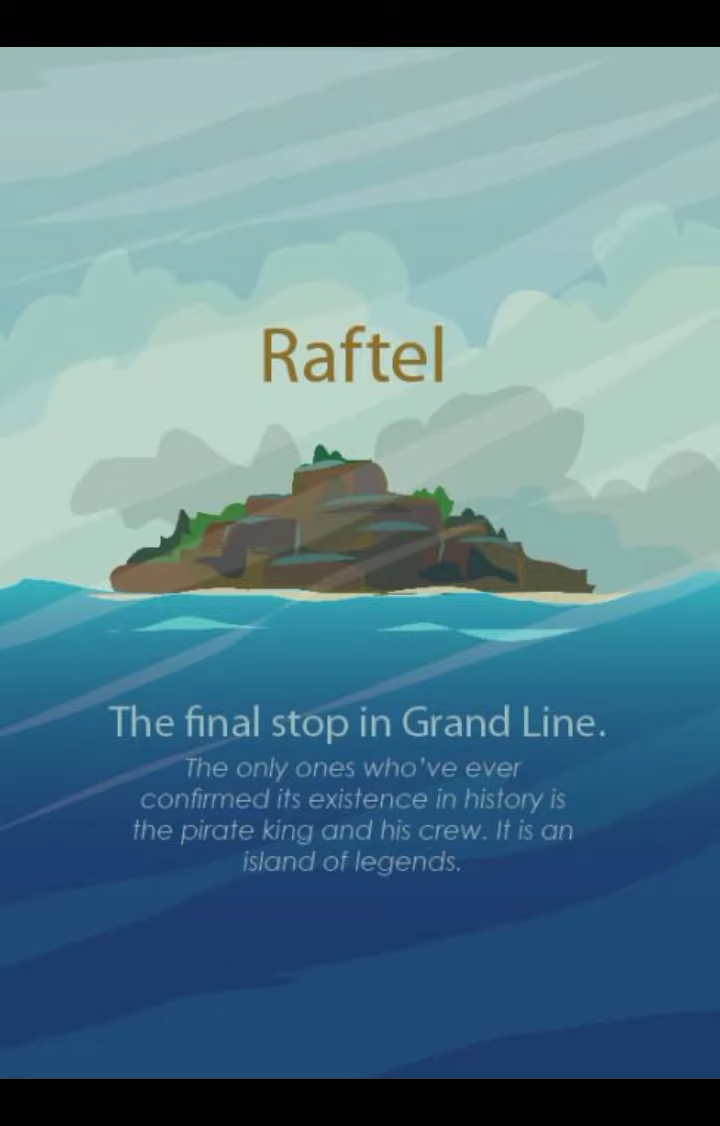 Raftel
The final stop in Grand Line.
The only ones who've ever
confirmed its existence in history is
the pirate king and his crew. It is an
island of legends.